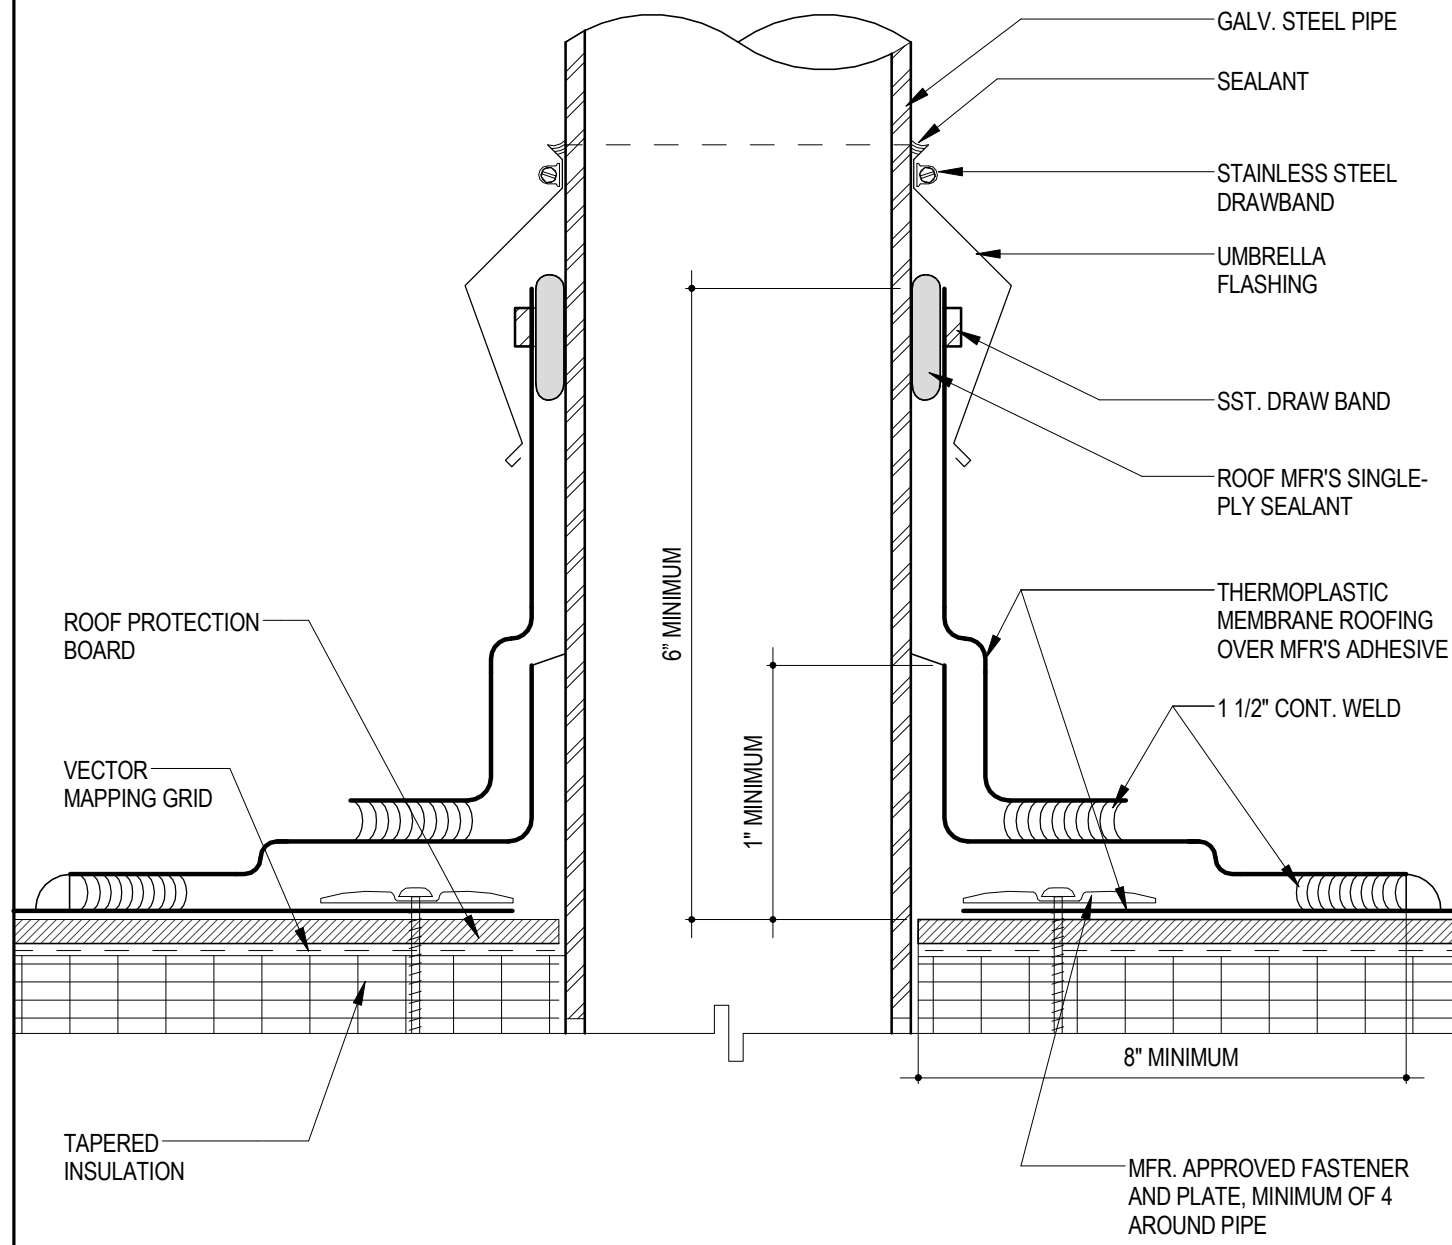 GALV. STEEL PIPE
SEALANT
STAINLESS STEEL
DRAWBAND
UMBRELLA
FLASHING
SST. DRAW BAND
ROOF MFR'S SINGLE-
PLY SEALANT
THERMOPLASTIC
MEMBRANE ROOFING
OVER MFR'S ADHESIVE
1 1/2" CONT. WELD
ROOF PROTECTION
BOARD
VECTOR
MAPPING GRID
TAPERED
INSULATION
6” MINIMUM
1" MINIMUM
8" MINIMUM
MFR. APPROVED FASTENER
AND PLATE, MINIMUM OF 4
AROUND PIPE